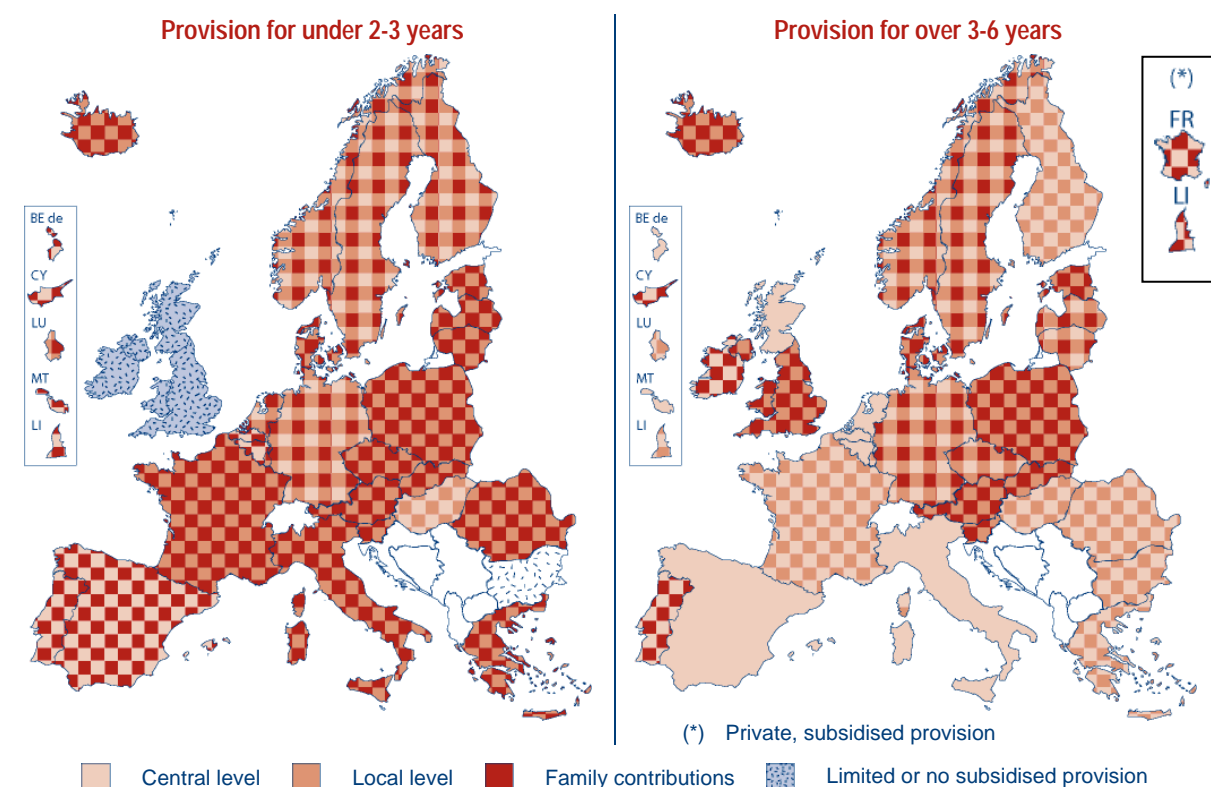 Provision for under 2-3 years
Provision for over 3-6 years
BE de
CY
LU
MT
LI
BE de
CY
LU
MT
LI
(*)
FR
LI
(*) Private, subsidised provision
Central level
Local level
Family contributions
Limited or no subsidised provision